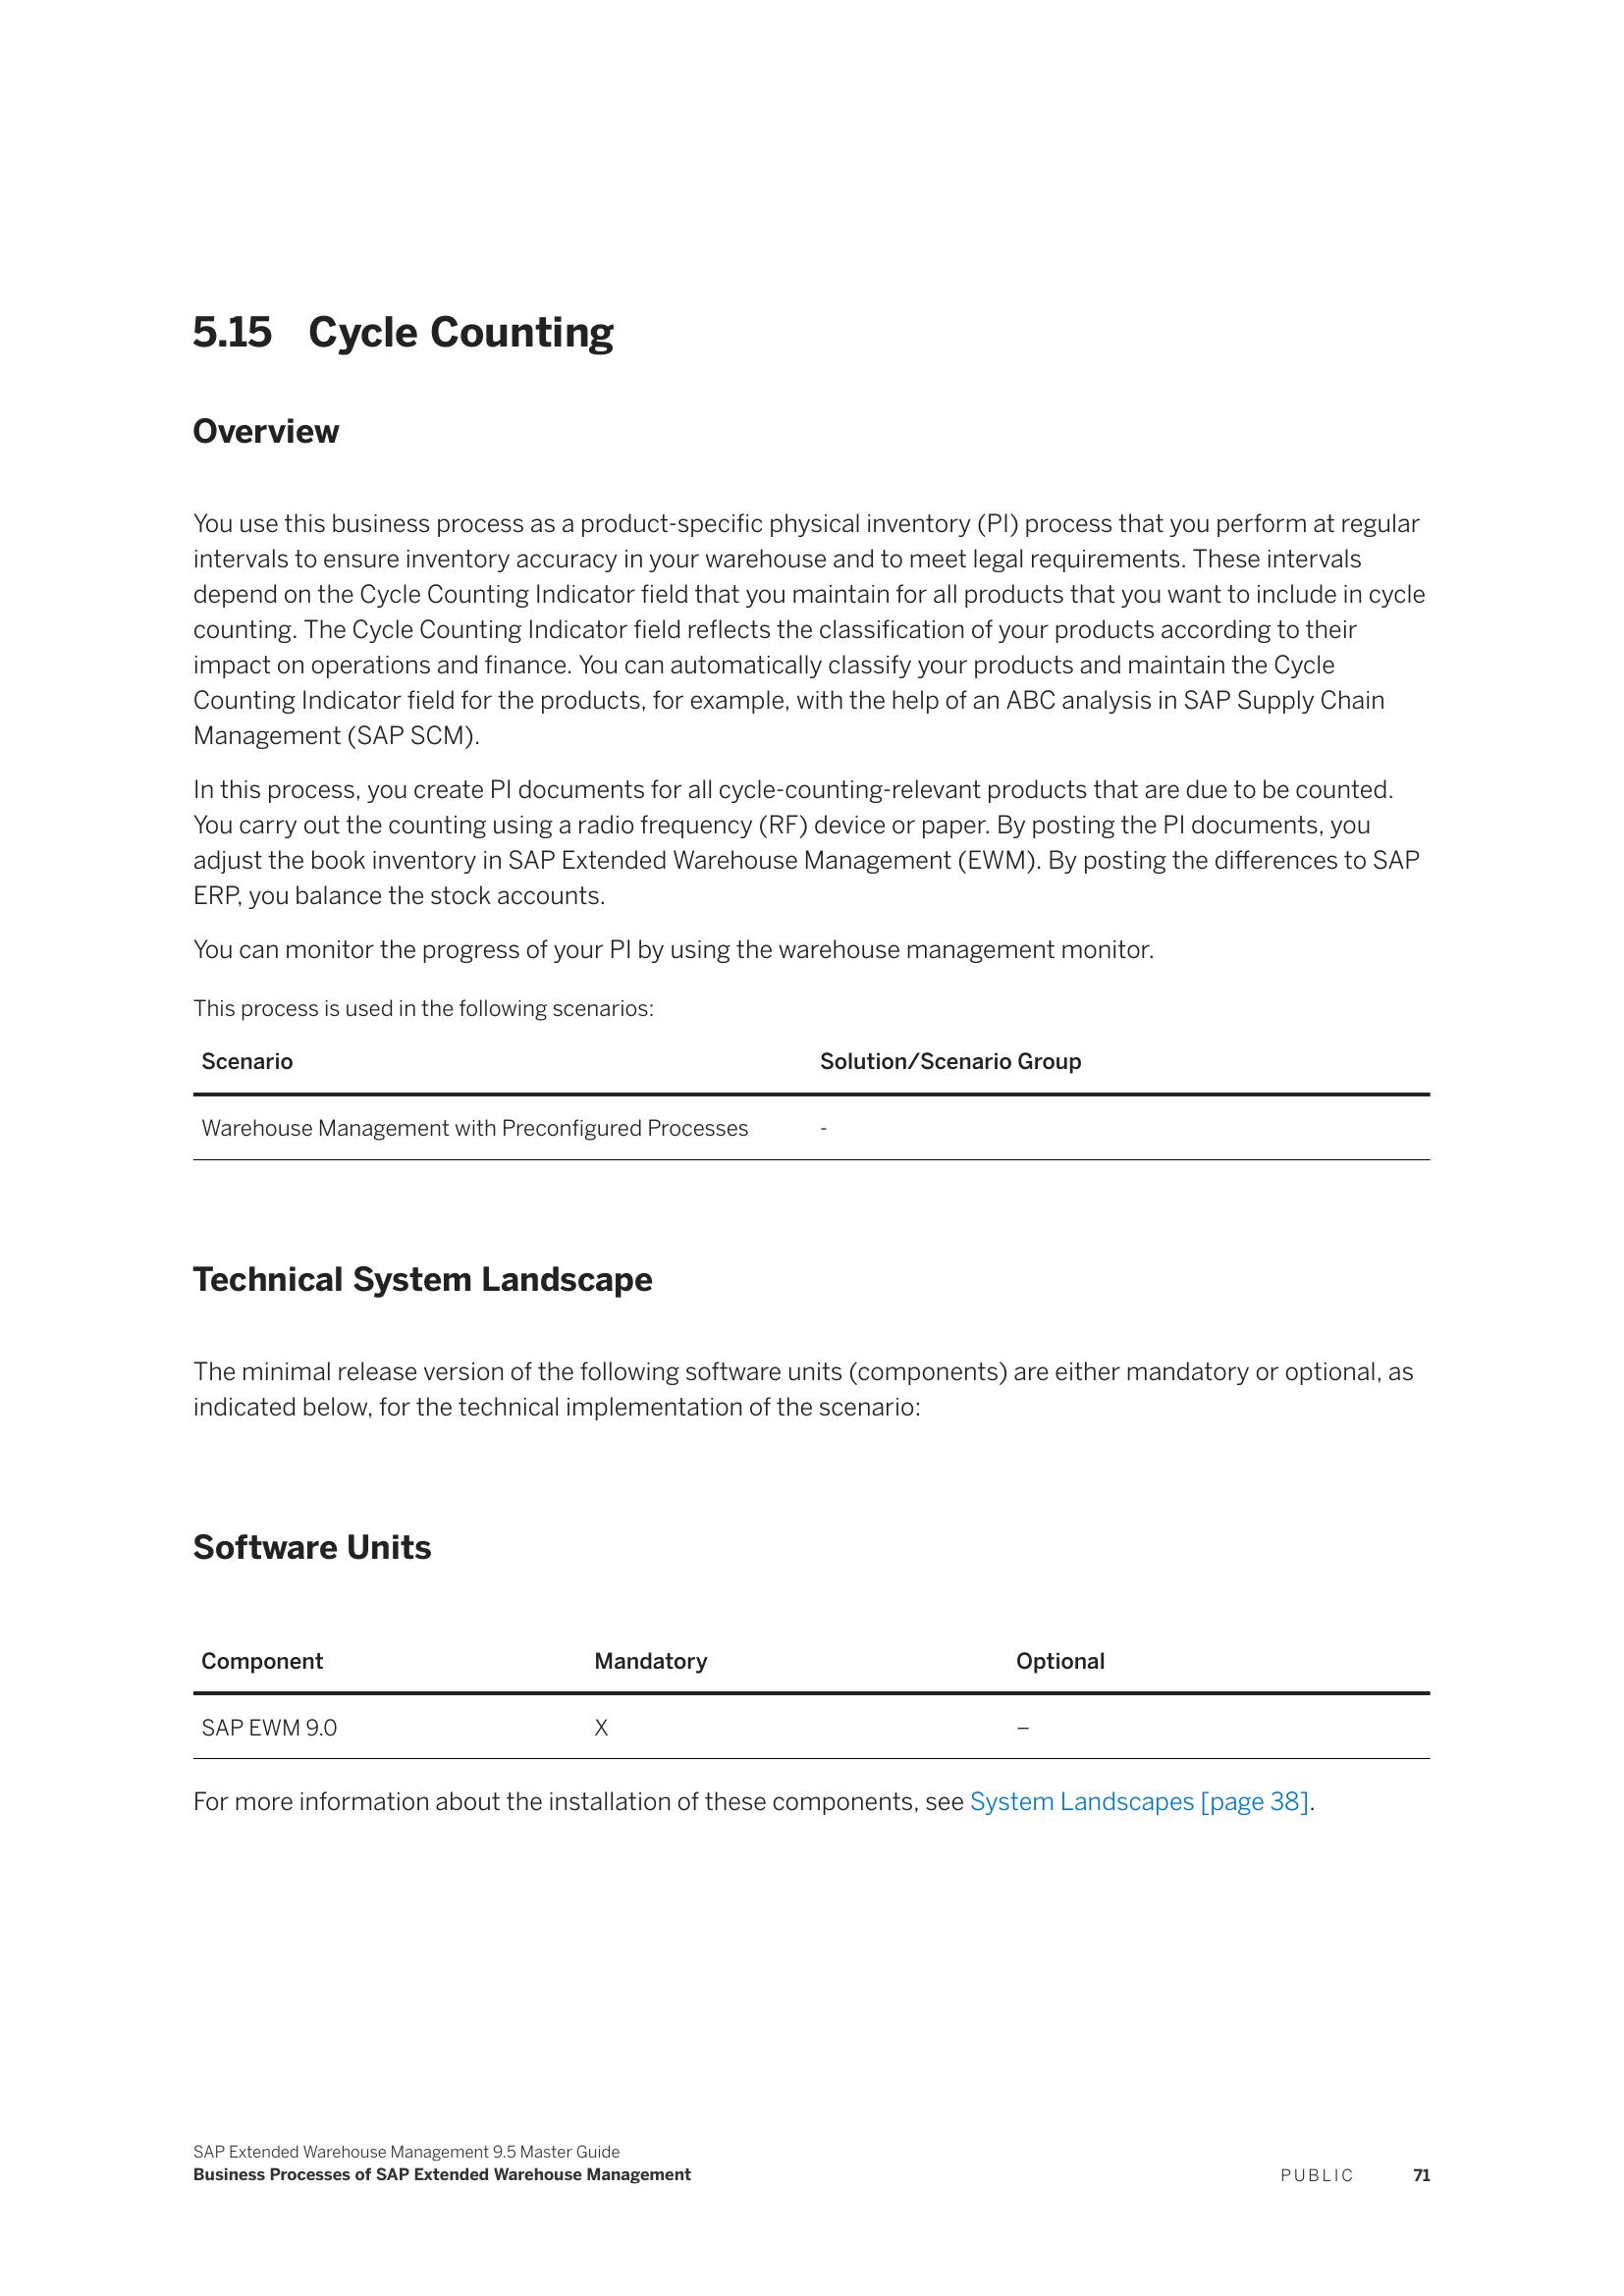 5.15 Cycle Counting
Overview
You use this business process as a product-specific physical inventory (PI) process that you perform at regular
intervals to ensure inventory accuracy in your warehouse and to meet legal requirements. These intervals
depend on the Cycle Counting Indicator field that you maintain for all products that you want to include in cycle
counting. The Cycle Counting Indicator field reflects the classification of your products according to their
impact on operations and finance. You can automatically classify your products and maintain the Cycle
Counting Indicator field for the products, for example, with the help of an ABC analysis in SAP Supply Chain
Management (SAP SCM).
In this process, you create PI documents for all cycle-counting-relevant products that are due to be counted.
You carry out the counting using a radio frequency (RF) device or paper. By posting the PI documents, you
adjust the book inventory in SAP Extended Warehouse Management (EWM). By posting the differences to SAP
ERP, you balance the stock accounts.
You can monitor the progress of your PI by using the warehouse management monitor.
This process is used in the following scenarios:
Scenario Solution/Scenario Group
Warehouse Management with Preconfigured Processes -
Technical System Landscape
The minimal release version of the following software units (components) are either mandatory or optional, as
indicated below, for the technical implementation of the scenario:
Software Units
Component Mandatory Optional
SAP EWM 9.0 X –
For more information about the installation of these components, see System Landscapes [page 38].
SAP Extended Warehouse Management 9.5 Master Guide
Business Processes of SAP Extended Warehouse Management PUBLIC 71